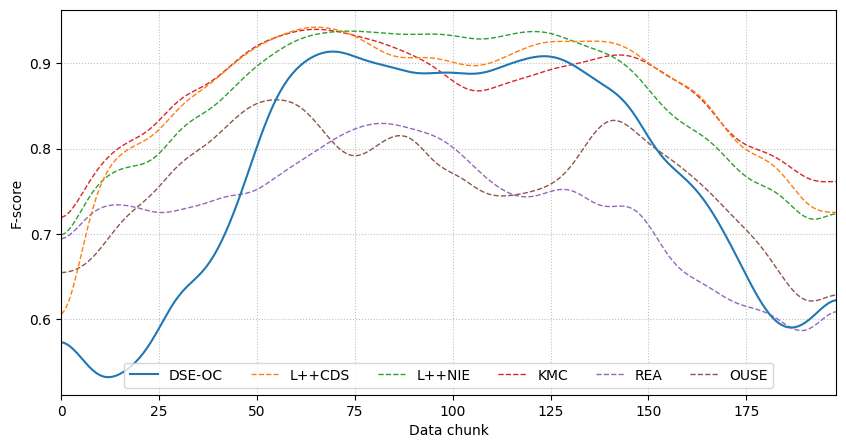 F-score
0.9
0.8
0.7
0.6
DSE-OC L++CDS L++NIE KMC REA OUSE
0 25 50 75 100 125 150 175
Data chunk